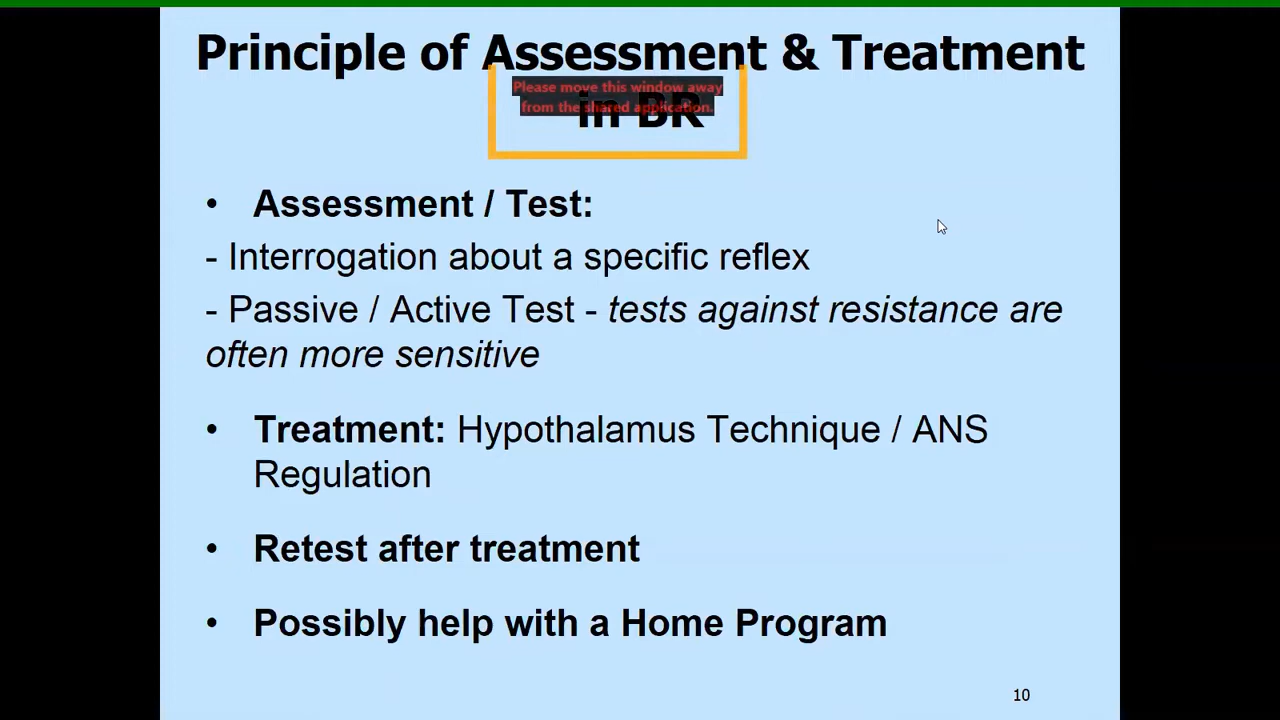 Principle of Assessment & Treatment
Please move this window away
from the shared application.
in BR
• Assessment / Test:
- Interrogation about a specific reflex
- Passive / Active Test - tests against resistance are
often more sensitive
• Treatment: Hypothalamus Technique / ANS
Regulation
• Retest after treatment
• Possibly help with a Home Program
10